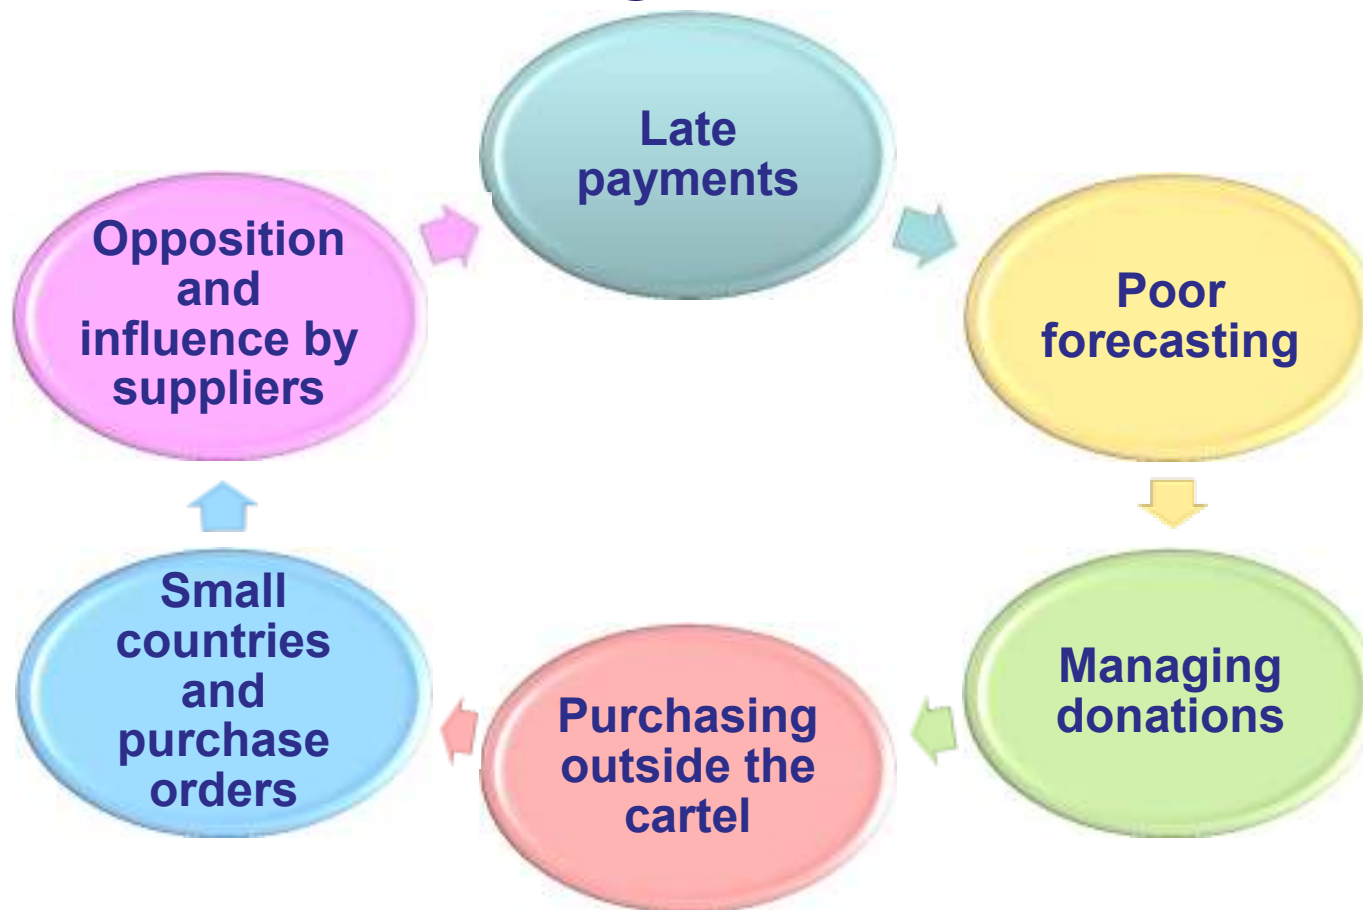 Late
payments
Poor
forecasting
Managing
donations
Purchasing
outside the
cartel
Small
countries
and
purchase
orders
Opposition
and
influence by
suppliers